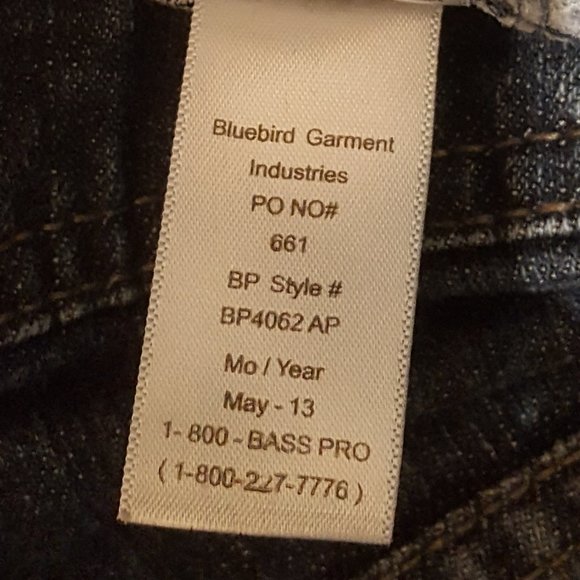 Bluebird Garment
Industries
PO NO#
661
BP Style #
BP4062 AP
Mo / Year
May - 13
1- 800 - BASS PRO
( 1-800-227-7776 )